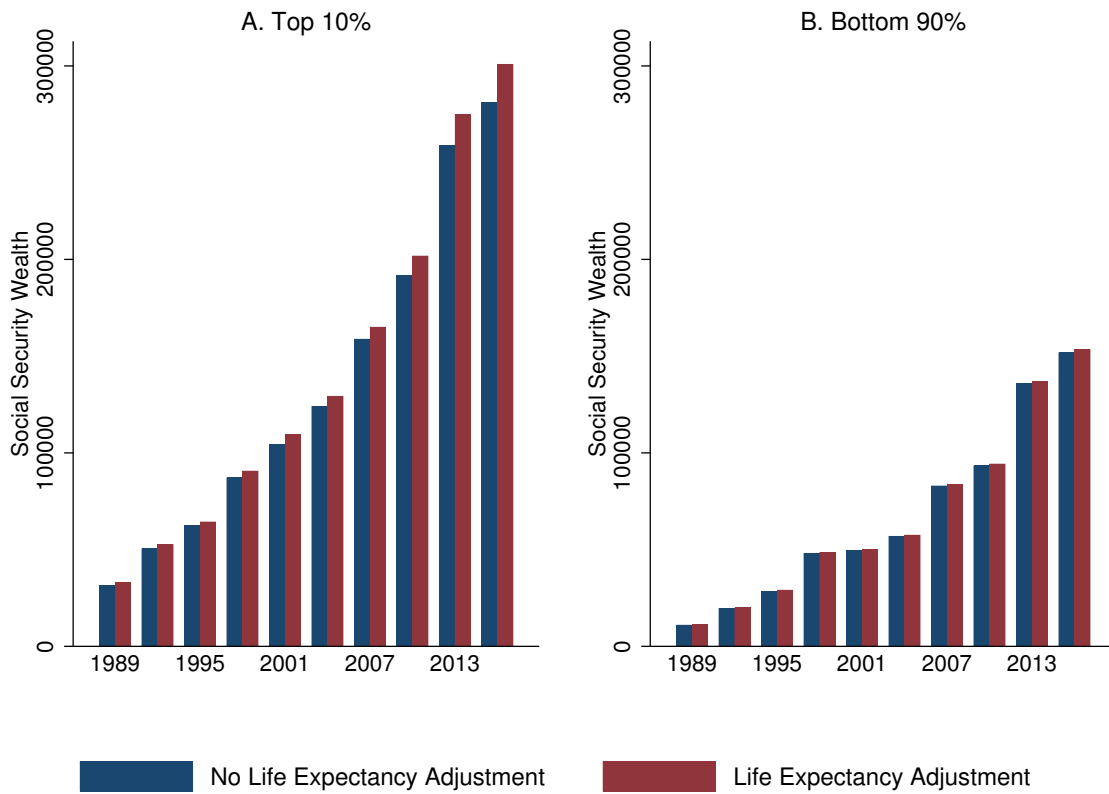 A. Top 10%
Social Security Wealth
300000
200000
100000
0
1989 1995 2001 2007 2013
B. Bottom 90%
Social Security Wealth
300000
200000
100000
0
1989 1995 2001 2007 2013
No Life Expectancy Adjustment
Life Expectancy Adjustment